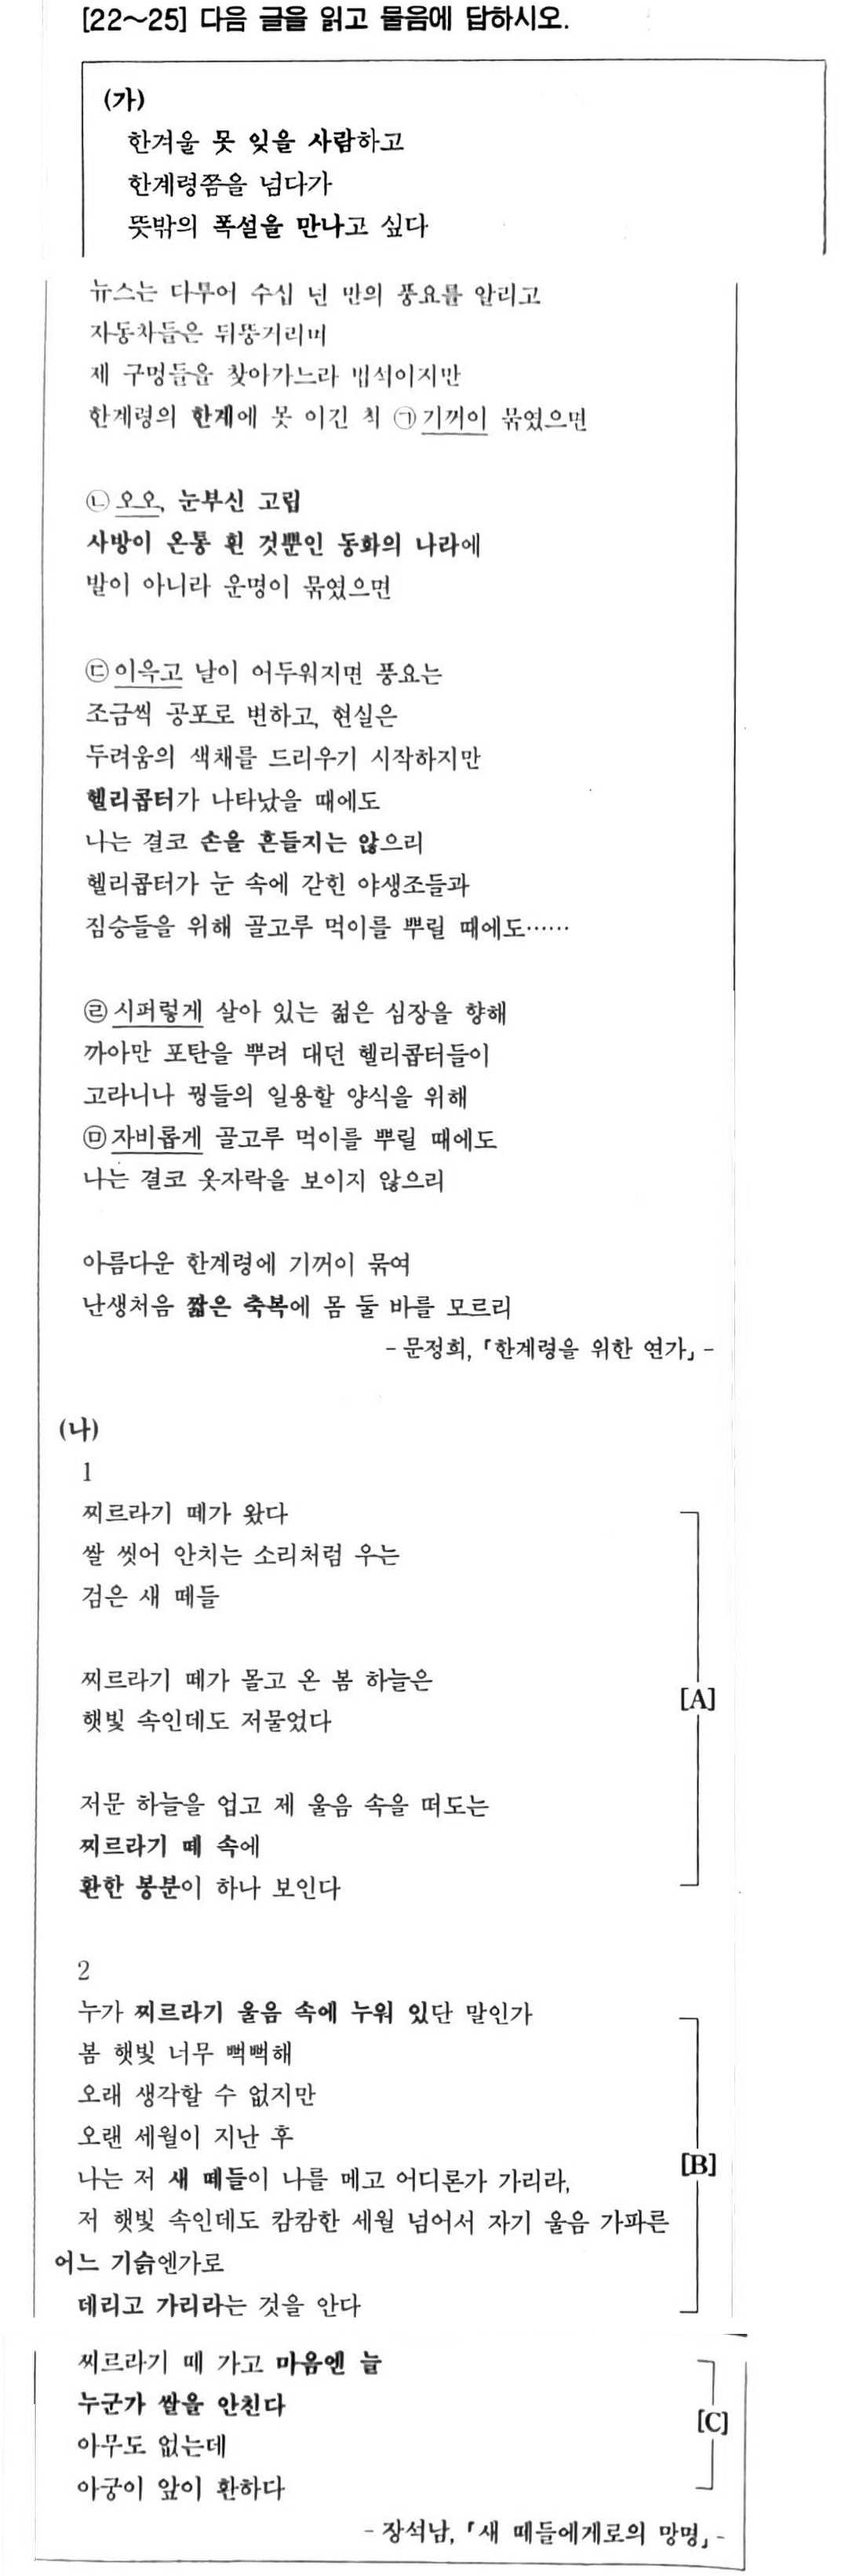 [22~25] 다음 글을 읽고 물음에 답하시오.
(가)
한겨울 못 잊을 사람하고
한계령쯤을 넘다가
뜻밖의 폭설을 만나고 싶다
뉴스는 다투어 수십 년 만의 풍요를 알리고
자동차들은 뒤뚱거리며
제 구멍들을 찾아가느라 법석이지만
한계령의 한계에 못 이긴 척 ㉠기꺼이 묶였으면
㉡오오, 눈부신 고립
사방이 온통 흰 것뿐인 동화의 나라에
발이 아니라 운명이 묶였으면
㉢이윽고 날이 어두워지면 풍요는
조금씩 공포로 변하고, 현실은
두려움의 색채를 드리우기 시작하지만
헬리콥터가 나타났을 때에도
나는 결코 손을 흔들지는 않으리
헬리콥터가 눈 속에 갇힌 야생조들과
짐승들을 위해 골고루 먹이를 뿌릴 때에도……
㉣시퍼렇게 살아 있는 젊은 심장을 향해
까아만 포탄을 뿌려 대던 헬리콥터들이
고라니나 꿩들의 일용할 양식을 위해
㉤자비롭게 골고루 먹이를 뿌릴 때에도
나는 결코 옷자락을 보이지 않으리
아름다운 한계령에 기꺼이 묶여
난생처음 짧은 축복에 몸 둘 바를 모르리
- 문정희, 「한계령을 위한 연가」 -
(나)
1
찌르라기 떼가 왔다
쌀 씻어 안치는 소리처럼 우는
검은 새 떼들
찌르라기 떼가 몰고 온 봄 하늘은
햇빛 속인데도 저물었다
[A]
저문 하늘을 업고 제 울음 속을 떠도는
찌르라기 떼 속에
환한 봉분이 하나 보인다
2
누가 찌르라기 울음 속에 누워 있단 말인가
봄 햇빛 너무 뻑뻑해
오래 생각할 수 없지만
오랜 세월이 지난 후
나는 저 새 떼들이 나를 메고 어디론가 가리라,
[B]
저 햇빛 속인데도 캄캄한 세월 넘어서 자기 울음 가파른
어느 기슭엔가로
데리고 가리라는 것을 안다
찌르라기 떼 가고 마음엔 늘
누군가 쌀을 안친다
[C]
아무도 없는데
아궁이 앞이 환하다
- 장석남, 「새 떼들에게로의 망명」 -